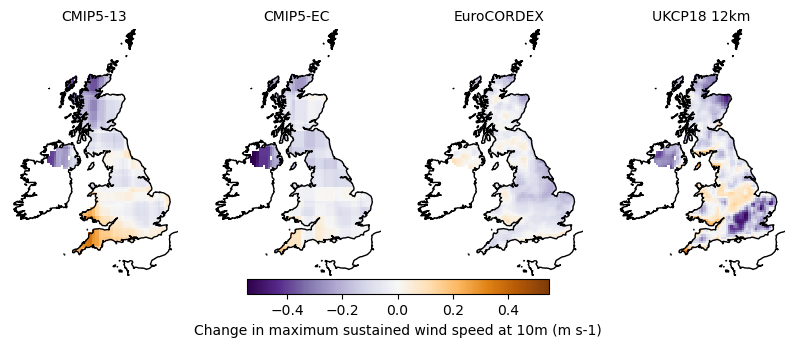 CMIP5-13 CMIP5-EC EuroCORDEX UKCP18 12km
−0.4 −0.2 0.0 0.2 0.4
Change in maximum sustained wind speed at 10m (m s-1)